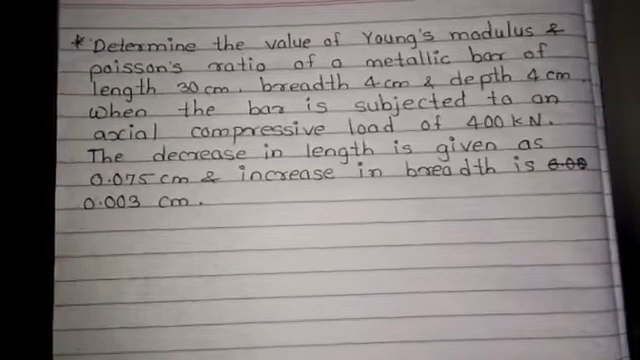 * Determine the value of Young's modulus &
poisson's ratio of a metallic bar of
length 30 cm. breadth 4 cm & depth 4 cm.
when the bar is subjected to an
axial compressive load of 400 kN.
The decrease in length is given as
0.075 cm & increase in breadth is 0.00
0.003 cm.